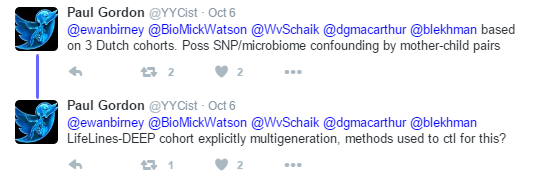 Paul Gordon @YYCist · Oct 6
@ewanbirney @BioMickWatson @WvSchaik @dgmacarthur @blekhman based
on 3 Dutch cohorts. Poss SNP/microbiome confounding by mother-child pairs
2 2
Paul Gordon @YYCist · Oct 6
@ewanbirney @BioMickWatson @WvSchaik @dgmacarthur @blekhman
LifeLines-DEEP cohort explicitly multigeneration, methods used to ctl for this?
1 2